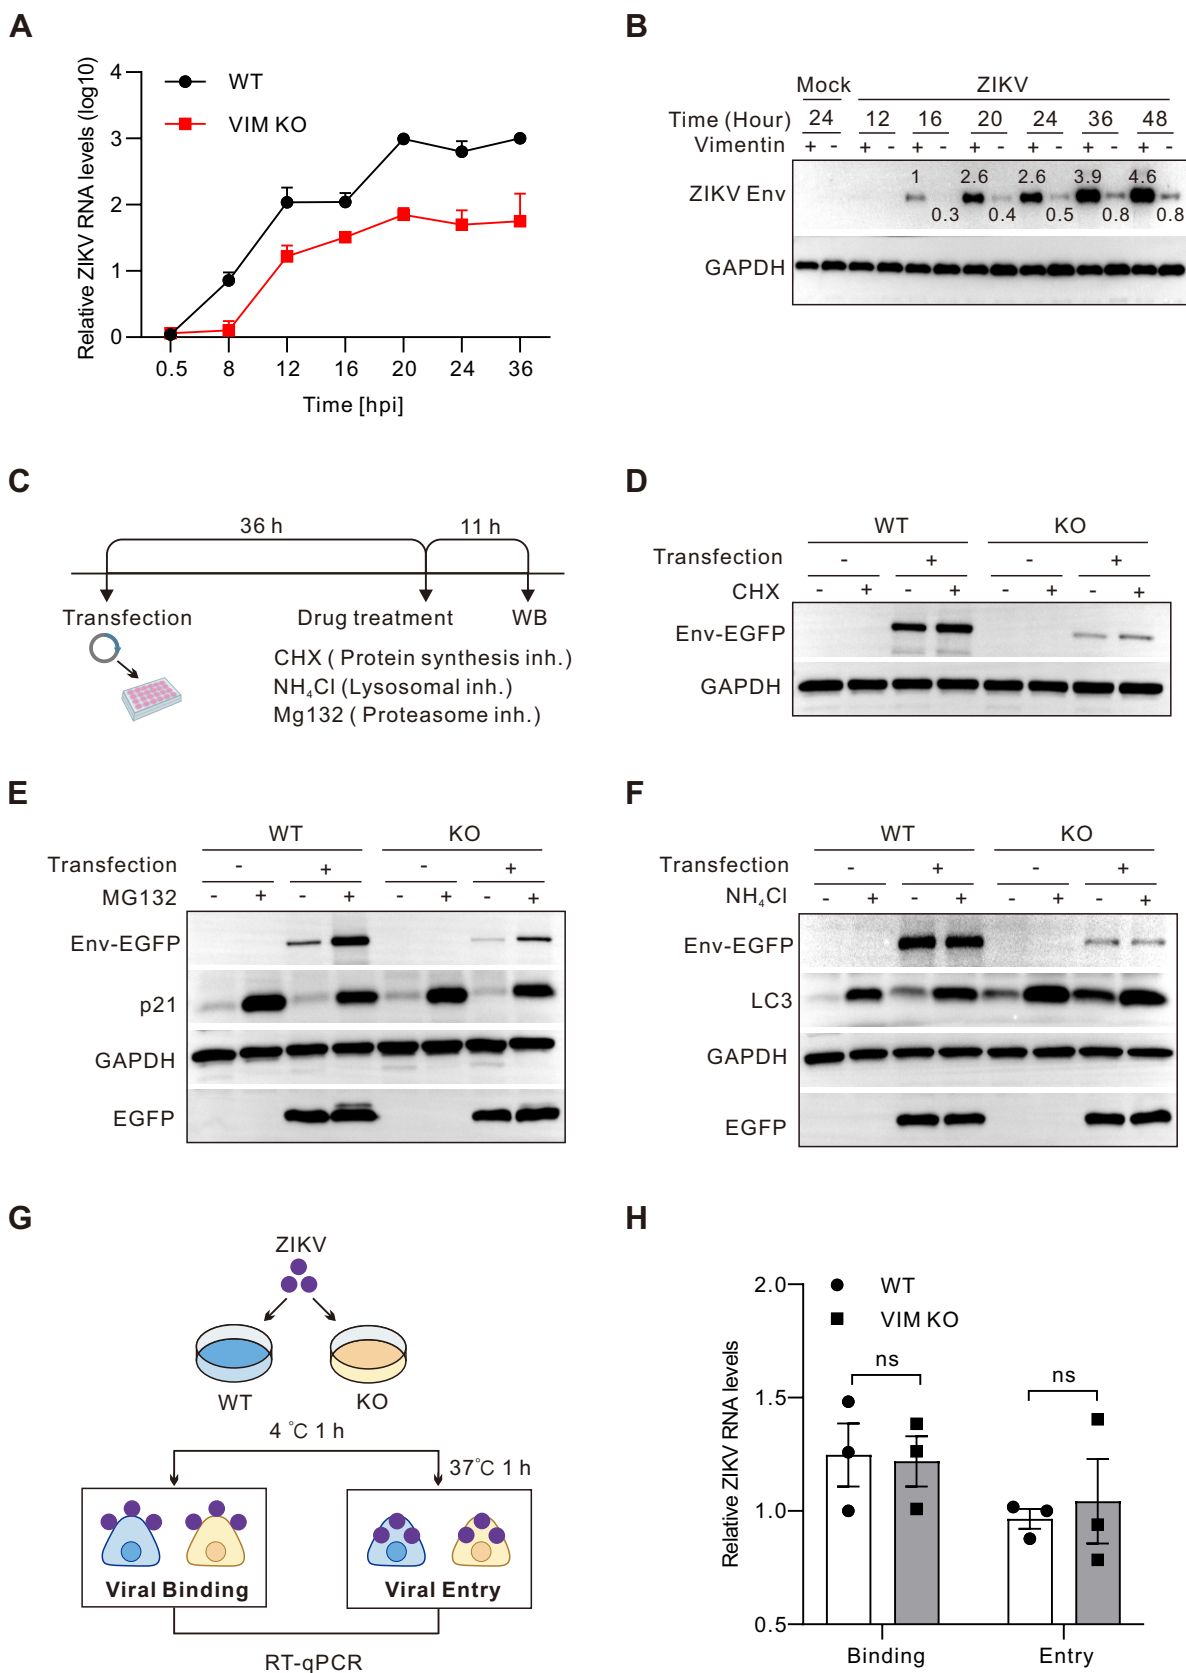 A
Relative ZIKV RNA levels (log10)
4
3
2
1
0
WT
VIM KO
0.5 8 12 16 20 24 36
Time [hpi]
B
Mock ZIKV
Time (Hour) 24 12 16 20 24 36 48
Vimentin + - + - + - + - + - + - + -
ZIKV Env 1 2.6 2.6 3.9 4.6
0.3 0.4 0.5 0.8 0.8
GAPDH
C
36 h 11 h
Transfection Drug treatment WB
CHX ( Protein synthesis inh.)
NH₄Cl (Lysosomal inh.)
Mg132 ( Proteasome inh.)
D
WT KO
Transfection - + - +
CHX - + - + - + - +
Env-EGFP
GAPDH
E
WT KO
Transfection - + - +
MG132 - + - + - + - +
Env-EGFP
p21
GAPDH
EGFP
F
WT KO
Transfection - + - +
NH₄Cl - + - + - + - +
Env-EGFP
LC3
GAPDH
EGFP
G
ZIKV
WT KO
4 °C 1 h
37°C 1 h
Viral Binding Viral Entry
RT-qPCR
H
Relative ZIKV RNA levels
2.0
1.5
1.0
0.5
WT
VIM KO
ns ns
Binding Entry